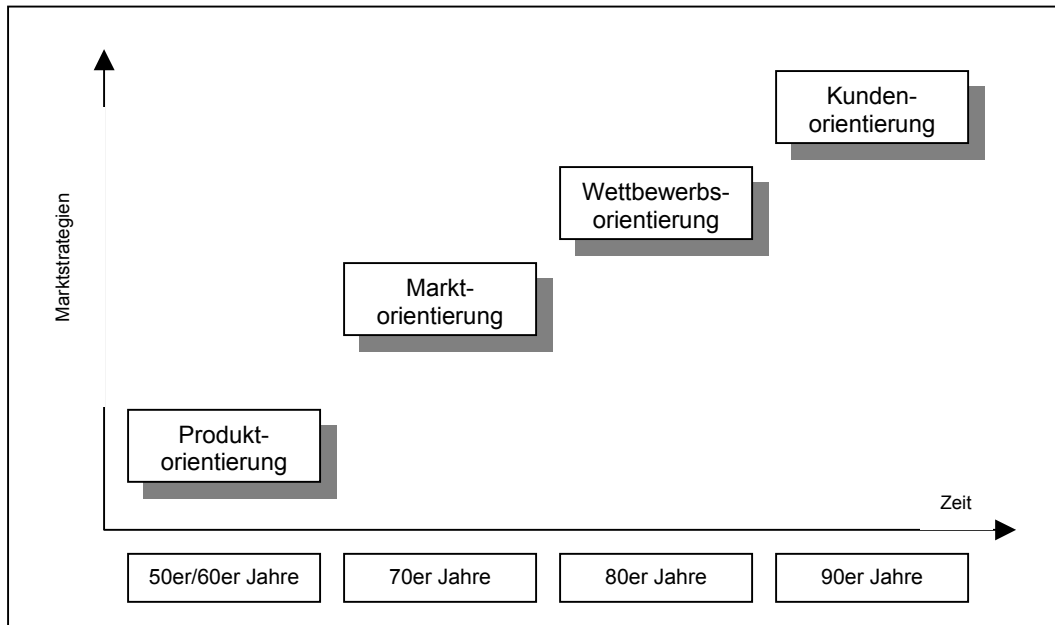 Kunden-
orientierung
Wettbewerbs-
orientierung
Marktstrategien
Markt-
orientierung
Produkt-
orientierung
Zeit
50er/60er Jahre
70er Jahre
80er Jahre
90er Jahre